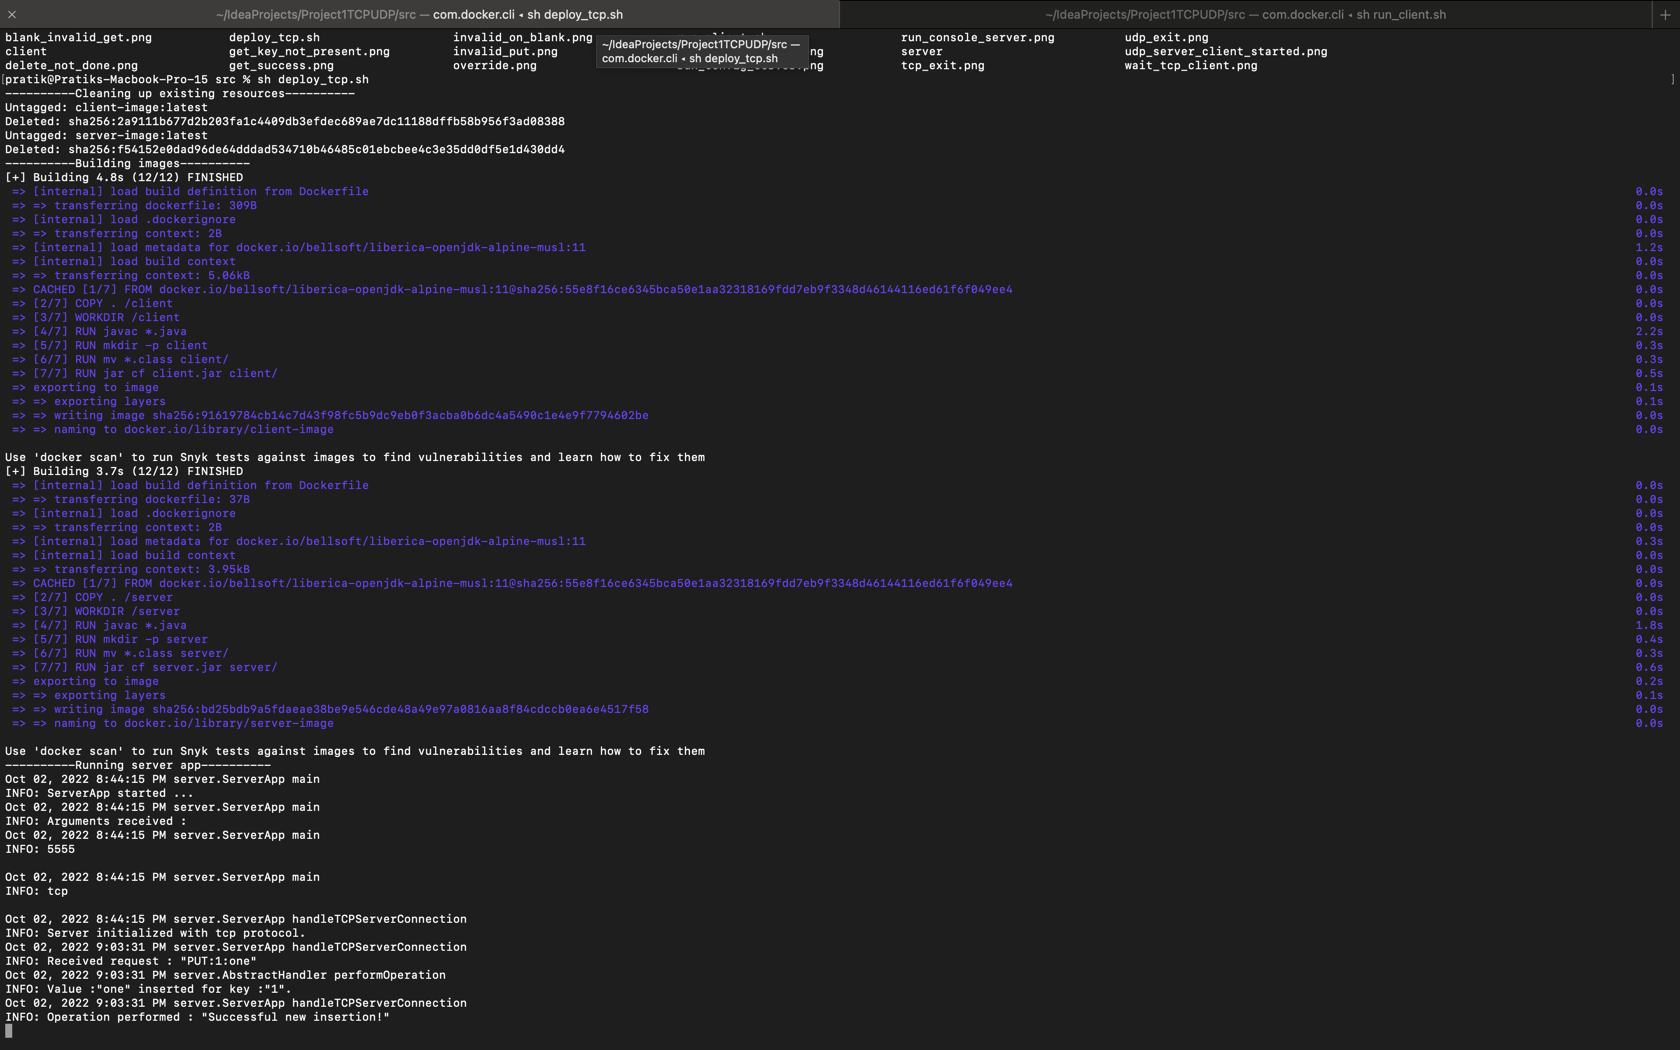 ~/IdeaProjects/Project1TCPUDP/src — com.docker.cli ◂ sh deploy_tcp.sh
~/IdeaProjects/Project1TCPUDP/src — com.docker.cli ◂ sh run_client.sh
blank_invalid_get.png deploy_tcp.sh invalid_on_blank.png run_console_server.png udp_exit.png
~/IdeaProjects/Project1TCPUDP/src —
com.docker.cli ◂ sh deploy_tcp.sh
client get_key_not_present.png invalid_put.png server udp_server_client_started.png
delete_not_done.png get_success.png override.png tcp_exit.png wait_tcp_client.png
[pratik@Pratiks-Macbook-Pro-15 src % sh deploy_tcp.sh ]
----------Cleaning up existing resources----------
Untagged: client-image:latest
Deleted: sha256:2a9111b677d2b203fa1c4409db3efdec689ae7dc11188dffb58b956f3ad08388
Untagged: server-image:latest
Deleted: sha256:f54152e0dad96de64dddad534710b46485c01ebcbee4c3e35dd0df5e1d430dd4
----------Building images----------
[+] Building 4.8s (12/12) FINISHED
=> [internal] load build definition from Dockerfile 0.0s
=> => transferring dockerfile: 309B 0.0s
=> [internal] load .dockerignore 0.0s
=> => transferring context: 2B 0.0s
=> [internal] load metadata for docker.io/bellsoft/liberica-openjdk-alpine-musl:11 1.2s
=> [internal] load build context 0.0s
=> => transferring context: 5.06kB 0.0s
=> CACHED [1/7] FROM docker.io/bellsoft/liberica-openjdk-alpine-musl:11@sha256:55e8f16ce6345bca50e1aa32318169fdd7eb9f3348d46144116ed61f6f049ee4 0.0s
=> [2/7] COPY . /client 0.0s
=> [3/7] WORKDIR /client 0.0s
=> [4/7] RUN javac *.java 2.2s
=> [5/7] RUN mkdir -p client 0.3s
=> [6/7] RUN mv *.class client/ 0.3s
=> [7/7] RUN jar cf client.jar client/ 0.5s
=> exporting to image 0.1s
=> => exporting layers 0.1s
=> => writing image sha256:91619784cb14c7d43f98fc5b9dc9eb0f3acba0b6dc4a5490c1e4e9f7794602be 0.0s
=> => naming to docker.io/library/client-image 0.0s
Use 'docker scan' to run Snyk tests against images to find vulnerabilities and learn how to fix them
[+] Building 3.7s (12/12) FINISHED
=> [internal] load build definition from Dockerfile 0.0s
=> => transferring dockerfile: 37B 0.0s
=> [internal] load .dockerignore 0.0s
=> => transferring context: 2B 0.0s
=> [internal] load metadata for docker.io/bellsoft/liberica-openjdk-alpine-musl:11 0.3s
=> [internal] load build context 0.0s
=> => transferring context: 3.95kB 0.0s
=> CACHED [1/7] FROM docker.io/bellsoft/liberica-openjdk-alpine-musl:11@sha256:55e8f16ce6345bca50e1aa32318169fdd7eb9f3348d46144116ed61f6f049ee4 0.0s
=> [2/7] COPY . /server 0.0s
=> [3/7] WORKDIR /server 0.0s
=> [4/7] RUN javac *.java 1.8s
=> [5/7] RUN mkdir -p server 0.4s
=> [6/7] RUN mv *.class server/ 0.3s
=> [7/7] RUN jar cf server.jar server/ 0.6s
=> exporting to image 0.2s
=> => exporting layers 0.1s
=> => writing image sha256:bd25bdb9a5fdaeae38be9e546cde48a49e97a0816aa8f84cdccb0ea6e4517f58 0.0s
=> => naming to docker.io/library/server-image 0.0s
Use 'docker scan' to run Snyk tests against images to find vulnerabilities and learn how to fix them
----------Running server app----------
Oct 02, 2022 8:44:15 PM server.ServerApp main
INFO: ServerApp started ...
Oct 02, 2022 8:44:15 PM server.ServerApp main
INFO: Arguments received :
Oct 02, 2022 8:44:15 PM server.ServerApp main
INFO: 5555
Oct 02, 2022 8:44:15 PM server.ServerApp main
INFO: tcp
Oct 02, 2022 8:44:15 PM server.ServerApp handleTCPServerConnection
INFO: Server initialized with tcp protocol.
Oct 02, 2022 9:03:31 PM server.ServerApp handleTCPServerConnection
INFO: Received request : "PUT:1:one"
Oct 02, 2022 9:03:31 PM server.AbstractHandler performOperation
INFO: Value :"one" inserted for key :"1".
Oct 02, 2022 9:03:31 PM server.ServerApp handleTCPServerConnection
INFO: Operation performed : "Successful new insertion!"